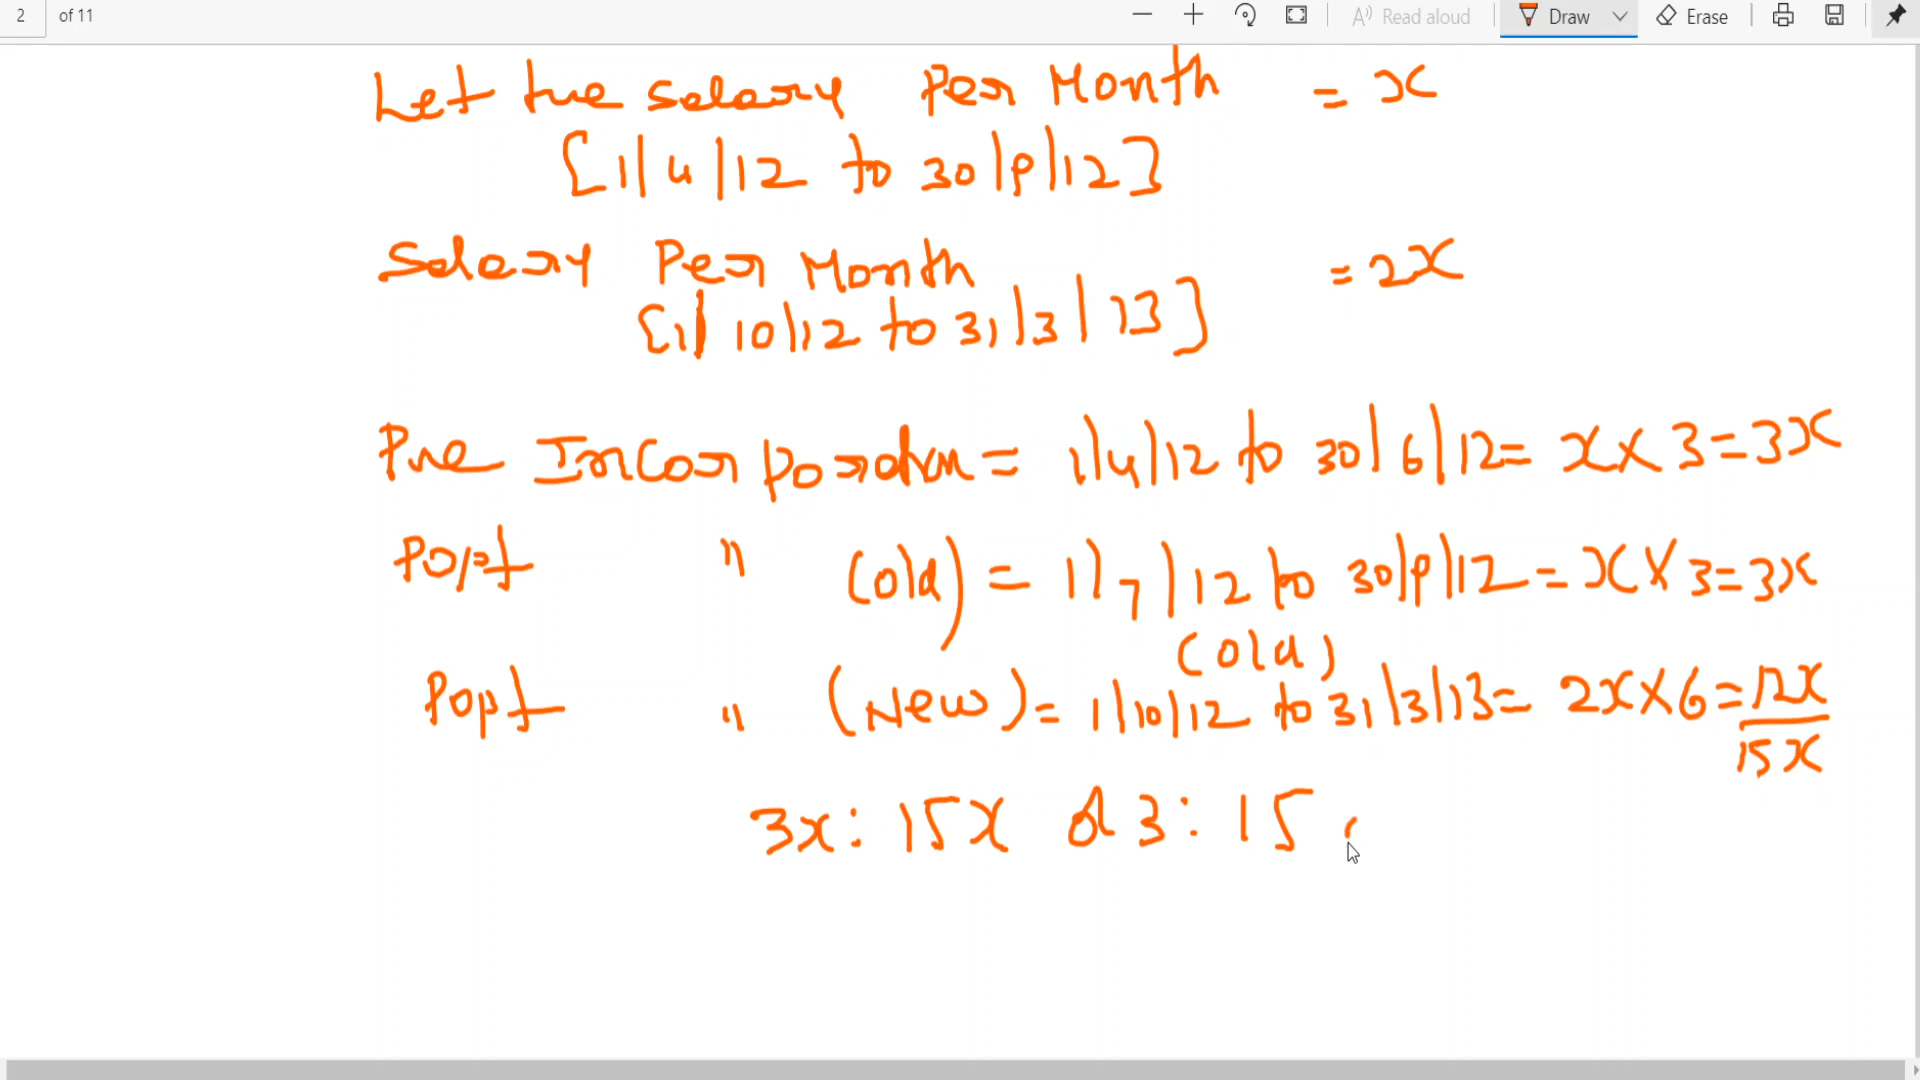 2 of 11 Read aloud Draw Erase
Let the salary Per Month = x
[1/4/12 to 30/9/12]
Salary Per Month = 2x
[1/10/12 to 31/3/13]
Pre Incorporation = 1/4/12 to 30/6/12 = x × 3 = 3x
Post " (old) = 1/7/12 to 30/9/12 = x × 3 = 3x
(old)
Post " (New) = 1/10/12 to 31/3/13 = 2x × 6 = 12x
15x
3x : 15x or 3 : 15